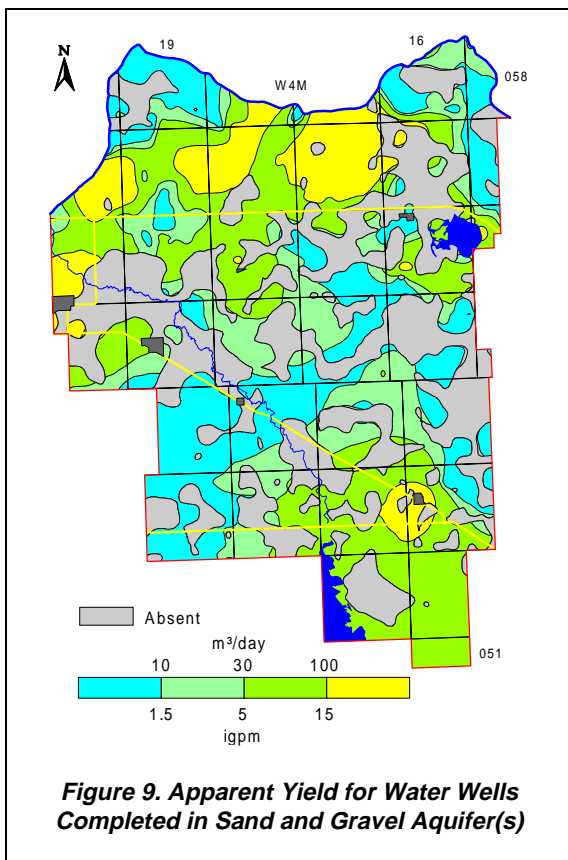 N
19
16
W4M
058
051
Absent
m³/day
10 30 100
1.5 5 15
igpm
Figure 9. Apparent Yield for Water Wells
Completed in Sand and Gravel Aquifer(s)